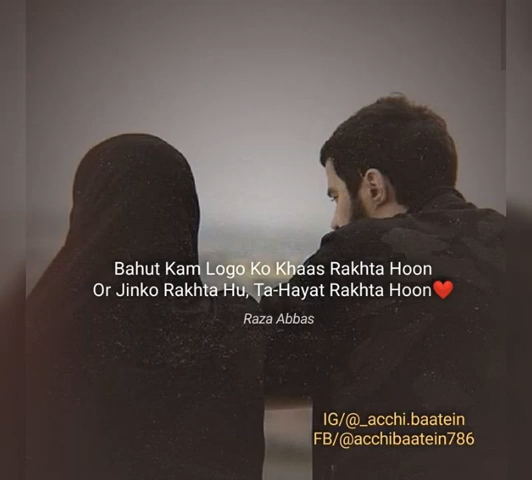 Bahut Kam Logo Ko Khaas Rakhta Hoon
Or Jinko Rakhta Hu, Ta-Hayat Rakhta Hoon❤️
Raza Abbas
IG/@_acchi.baatein
FB/@acchibaatein786